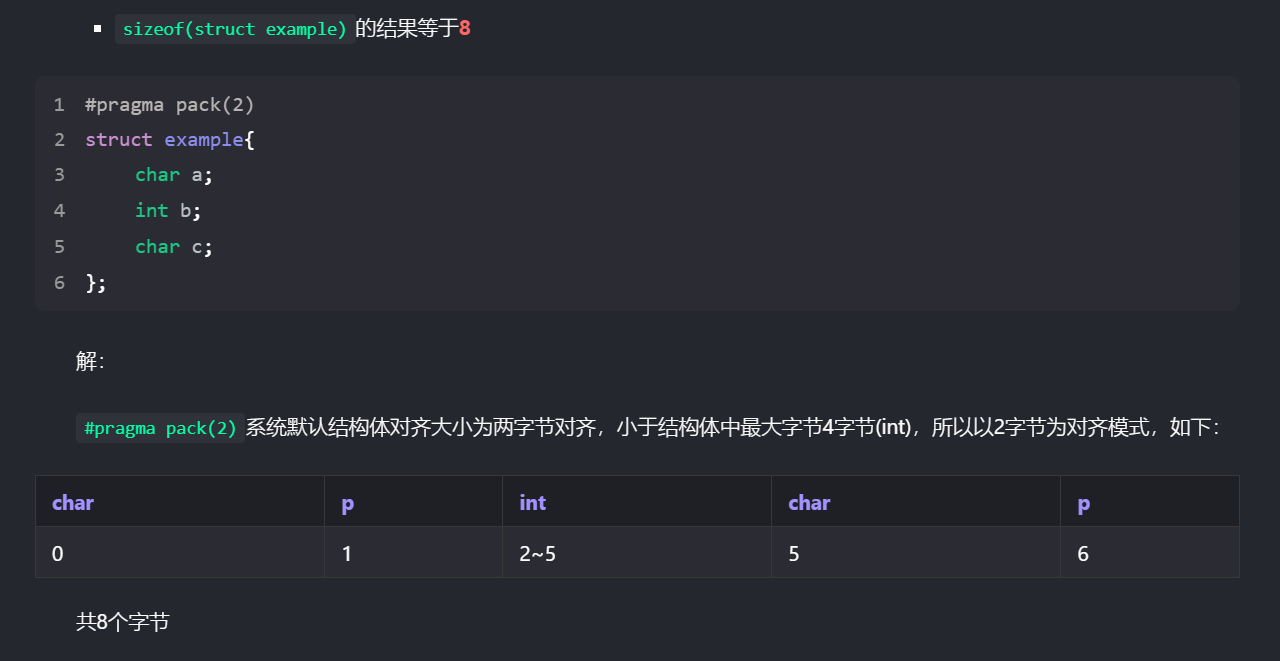 sizeof(struct example)的结果等于8
1 #pragma pack(2)
2 struct example{
3 char a;
4 int b;
5 char c;
6 };
解：
#pragma pack(2)系统默认结构体对齐大小为两字节对齐，小于结构体中最大字节4字节(int)，所以以2字节为对齐模式，如下：
char p int char p
0 1 2~5 5 6
共8个字节